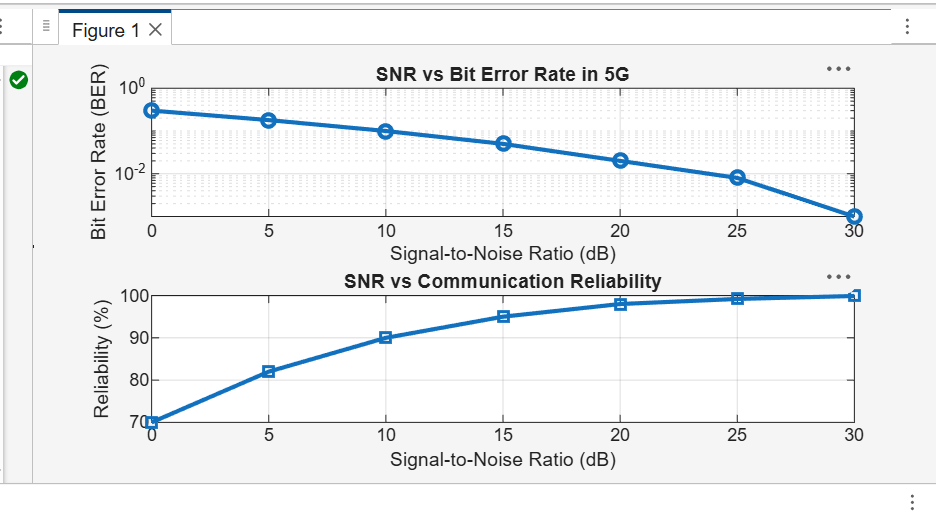 Figure 1
SNR vs Bit Error Rate in 5G
Bit Error Rate (BER)
10^0
10^-2
0 5 10 15 20 25 30
Signal-to-Noise Ratio (dB)
SNR vs Communication Reliability
Reliability (%)
100
90
80
70
0 5 10 15 20 25 30
Signal-to-Noise Ratio (dB)